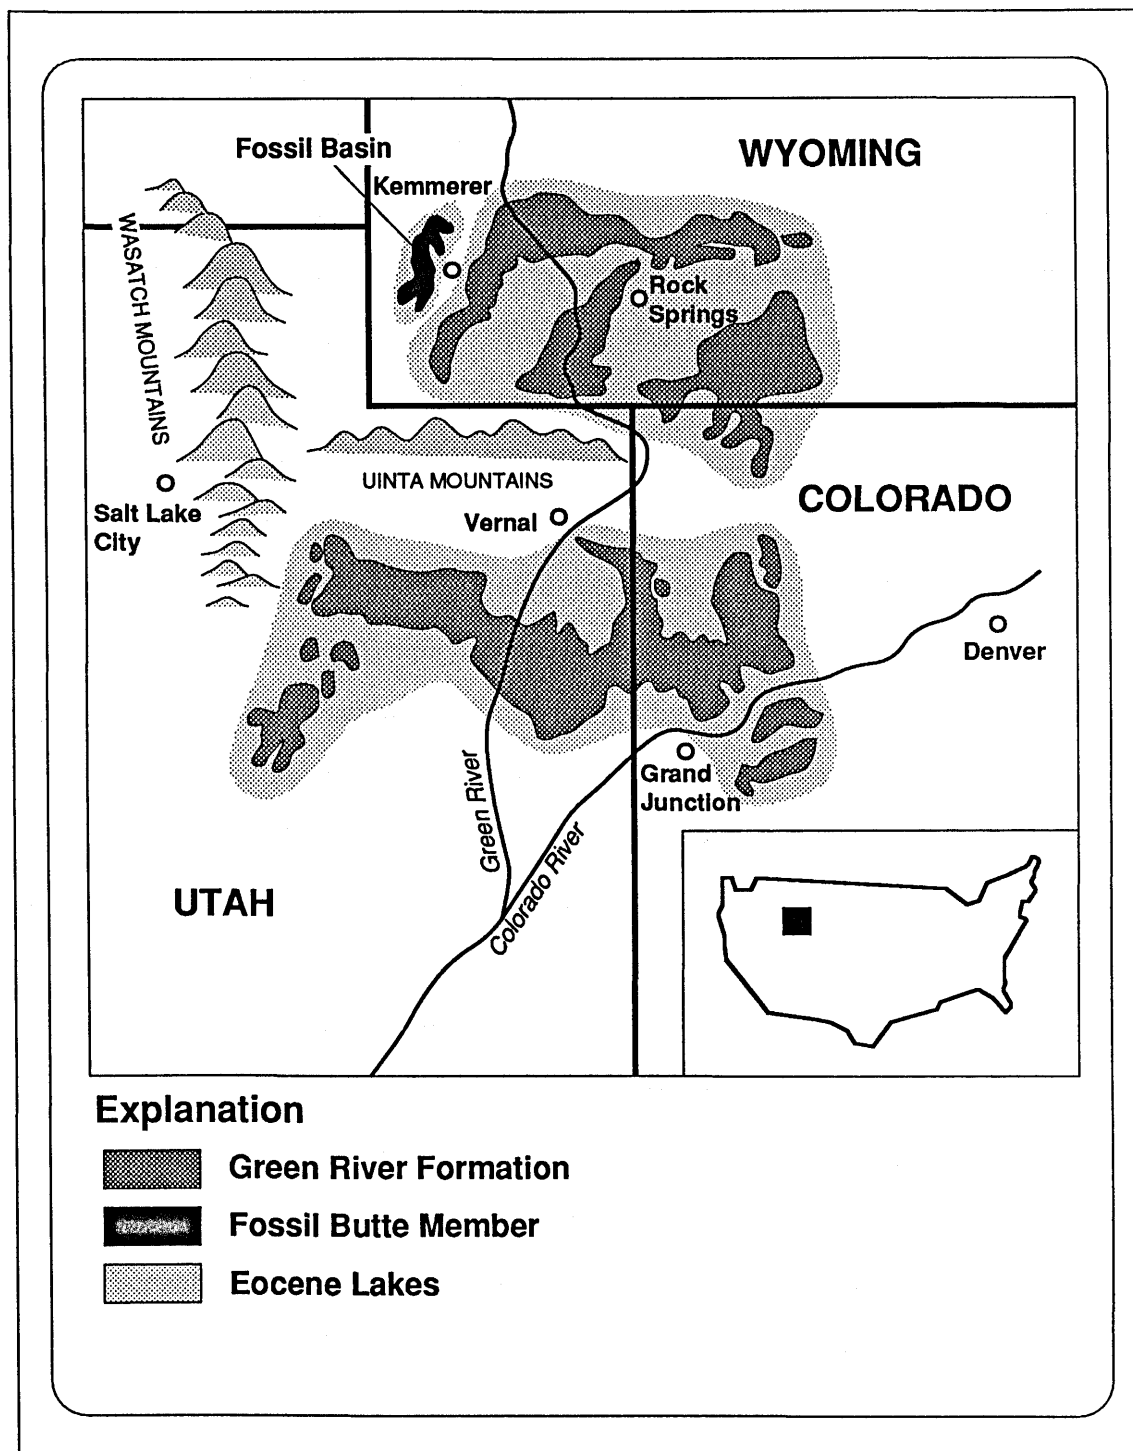 Fossil Basin
WYOMING
Kemmerer
WASATCH MOUNTAINS
Rock
Springs
UINTA MOUNTAINS
COLORADO
Salt Lake
City
Vernal
Denver
Grand
Junction
Green River
Colorado River
UTAH
Explanation
Green River Formation
Fossil Butte Member
Eocene Lakes